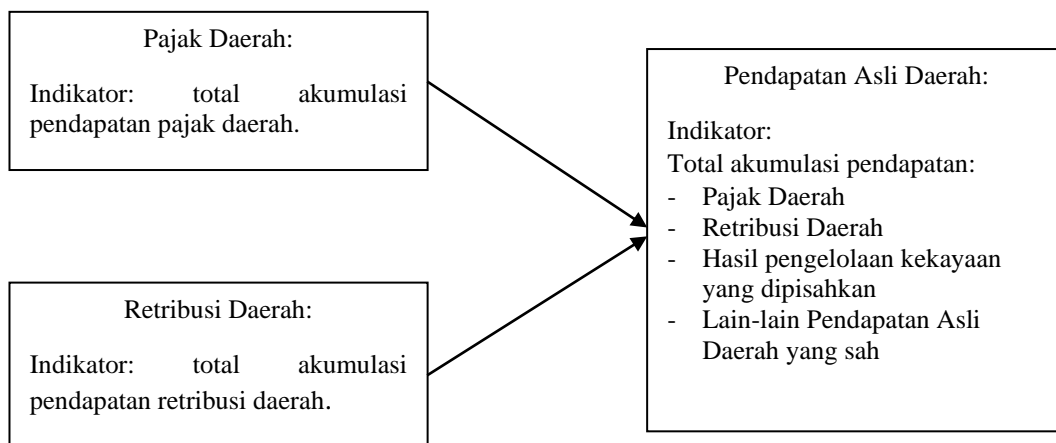 Pajak Daerah:
Indikator: total akumulasi
pendapatan pajak daerah.
Retribusi Daerah:
Indikator: total akumulasi
pendapatan retribusi daerah.
Pendapatan Asli Daerah:
Indikator:
Total akumulasi pendapatan:
- Pajak Daerah
- Retribusi Daerah
- Hasil pengelolaan kekayaan
yang dipisahkan
- Lain-lain Pendapatan Asli
Daerah yang sah